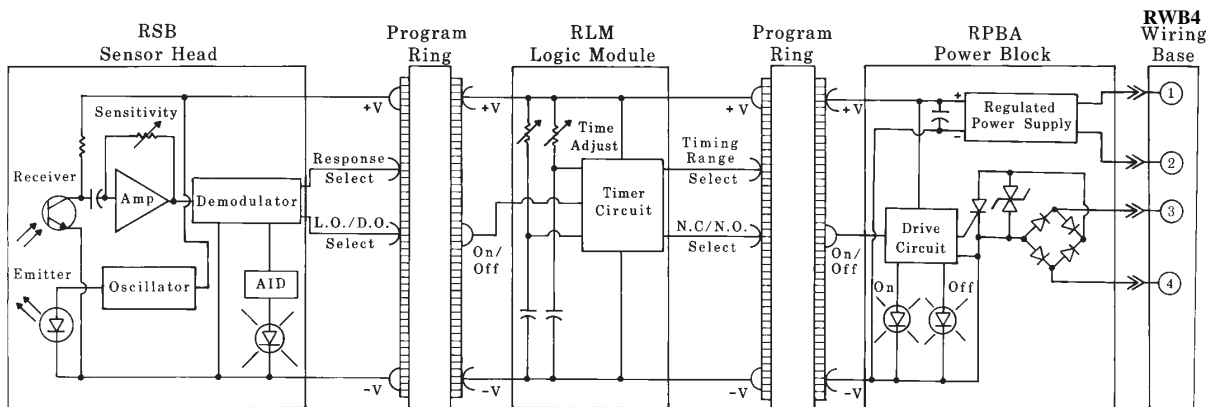 RSB
Sensor Head
Program
Ring
RLM
Logic Module
Program
Ring
RPBA
Power Block
RWB4
Wiring
Base
Sensitivity
Receiver
Amp
Demodulator
Response
Select
L.O./D.O.
Select
Emitter
Oscillator
AID
+V
-V
+V
On/
Off
-V
Time
Adjust
Timer
Circuit
+V
Timing
Range
Select
N.C/N.O.
Select
-V
+V
On/
Off
-V
+
-
Regulated
Power Supply
Drive
Circuit
On
Off
1
2
3
4